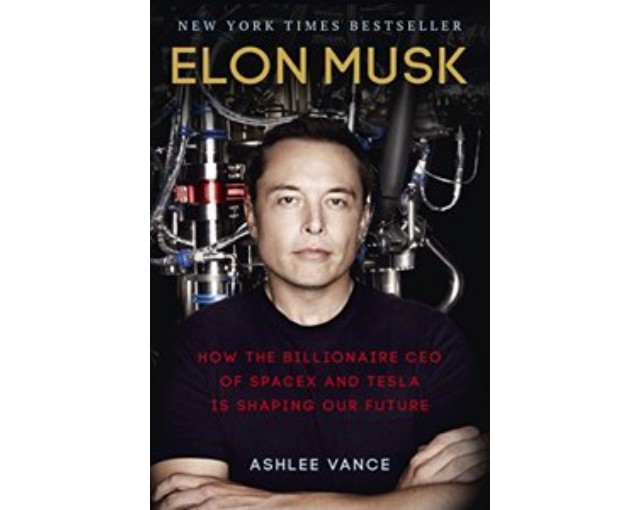 NEW YORK TIMES BESTSELLER
ELON MUSK
HOW THE BILLIONAIRE CEO
OF SPACEX AND TESLA
IS SHAPING OUR FUTURE
ASHLEE VANCE